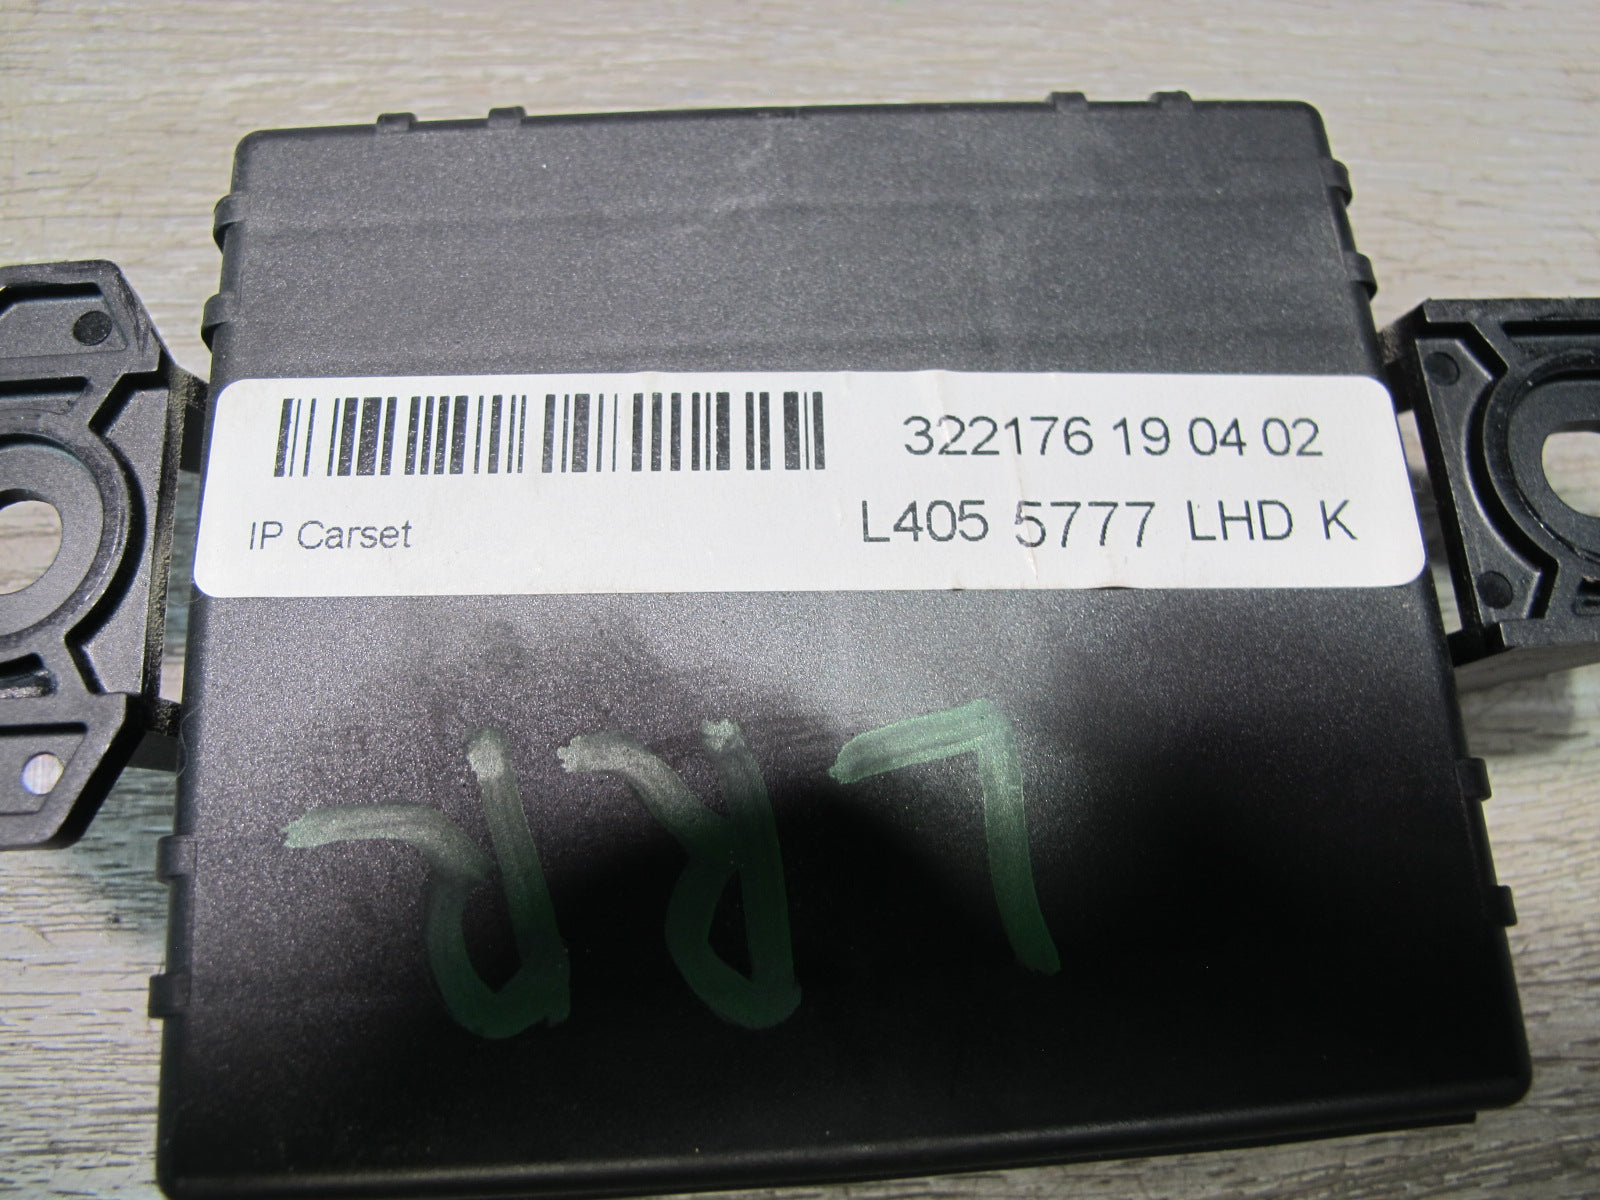 322176 19 04 02
IP Carset
L405 5777 LHD K
LRR